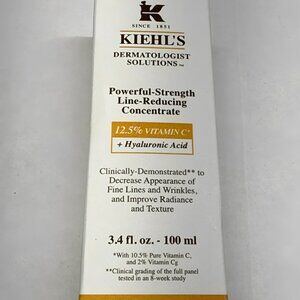 K
SINCE 1851
KIEHL'S
DERMATOLOGIST
SOLUTIONS™
Powerful-Strength
Line-Reducing
Concentrate
12.5% VITAMIN C*
+ Hyaluronic Acid
Clinically-Demonstrated** to
Decrease Appearance of
Fine Lines and Wrinkles,
and Improve Radiance
and Texture
3.4 fl. oz. - 100 ml
*With 10.5% Pure Vitamin C,
and 2% Vitamin Cg
**Clinical grading of the full panel
tested in an 8-week study